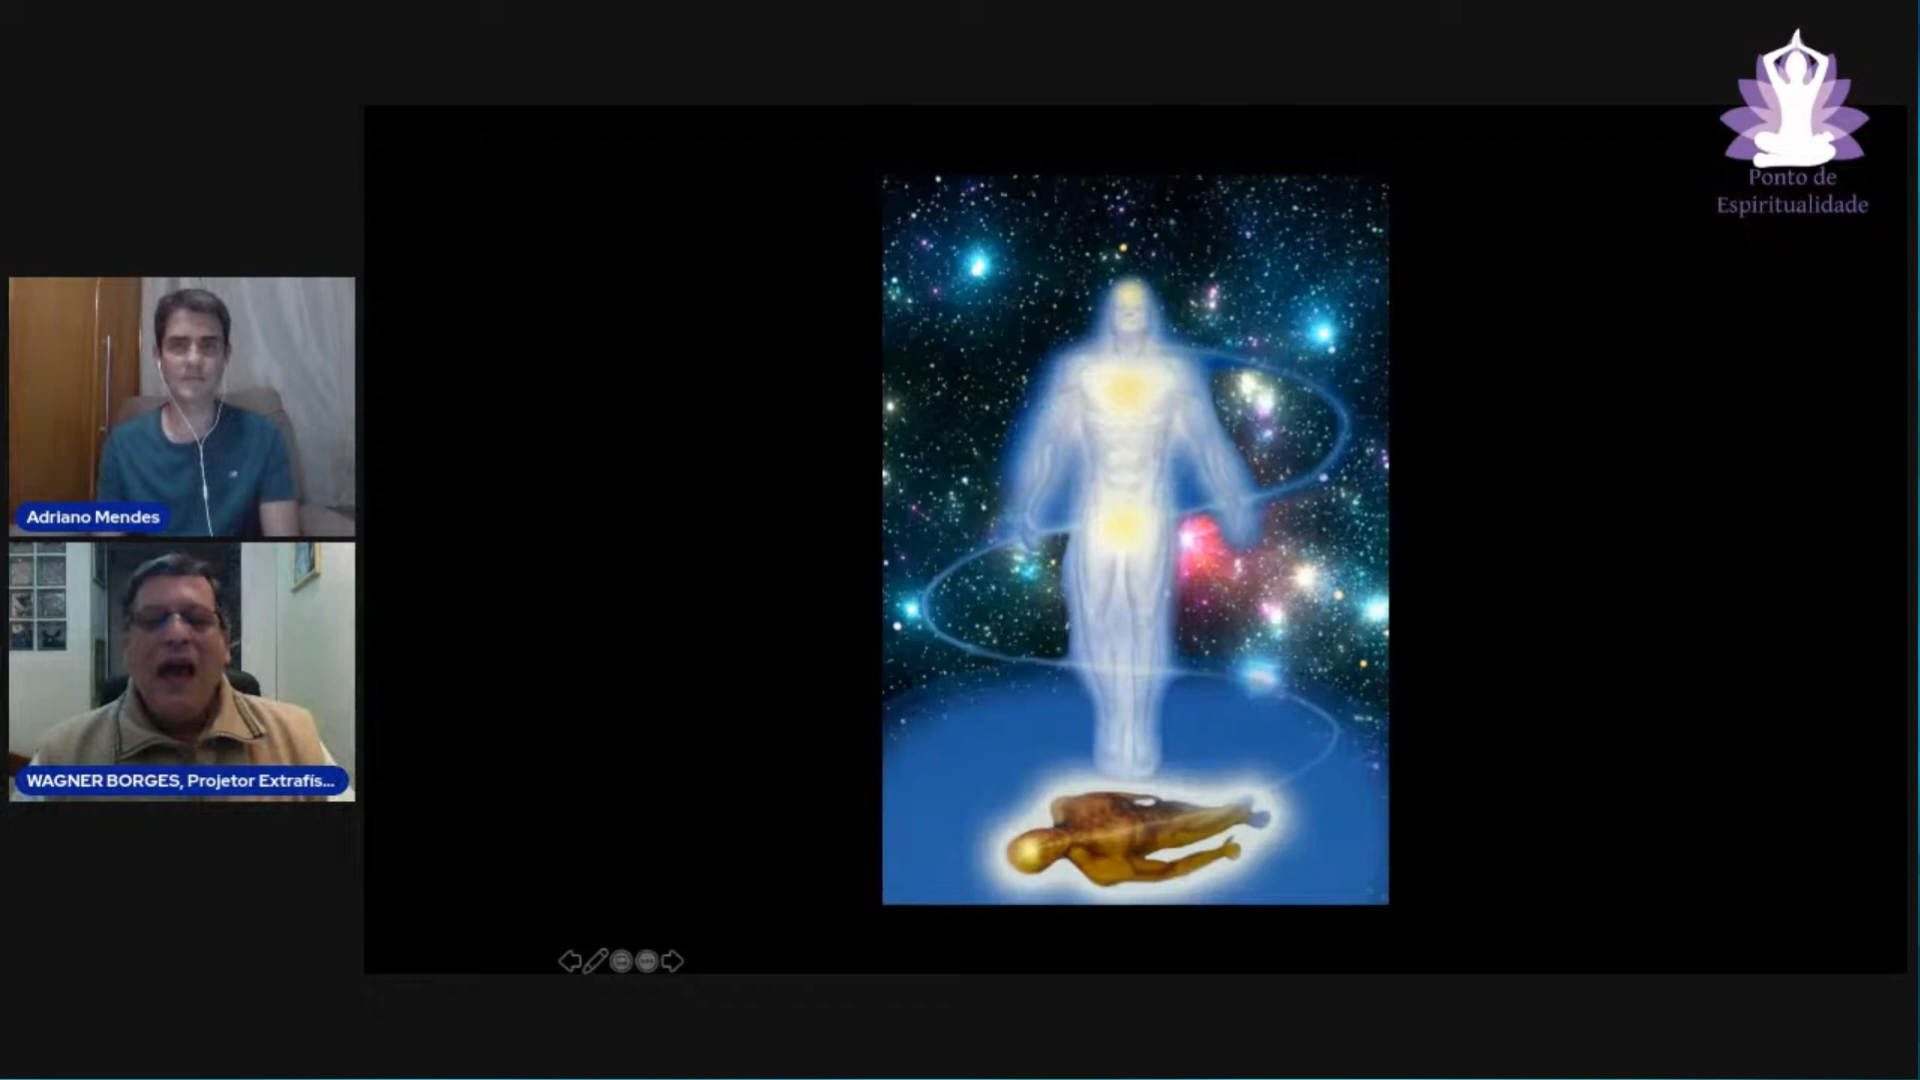 Ponto de
Espiritualidade
Adriano Mendes
WAGNER BORGES, Projetor Extrafís...